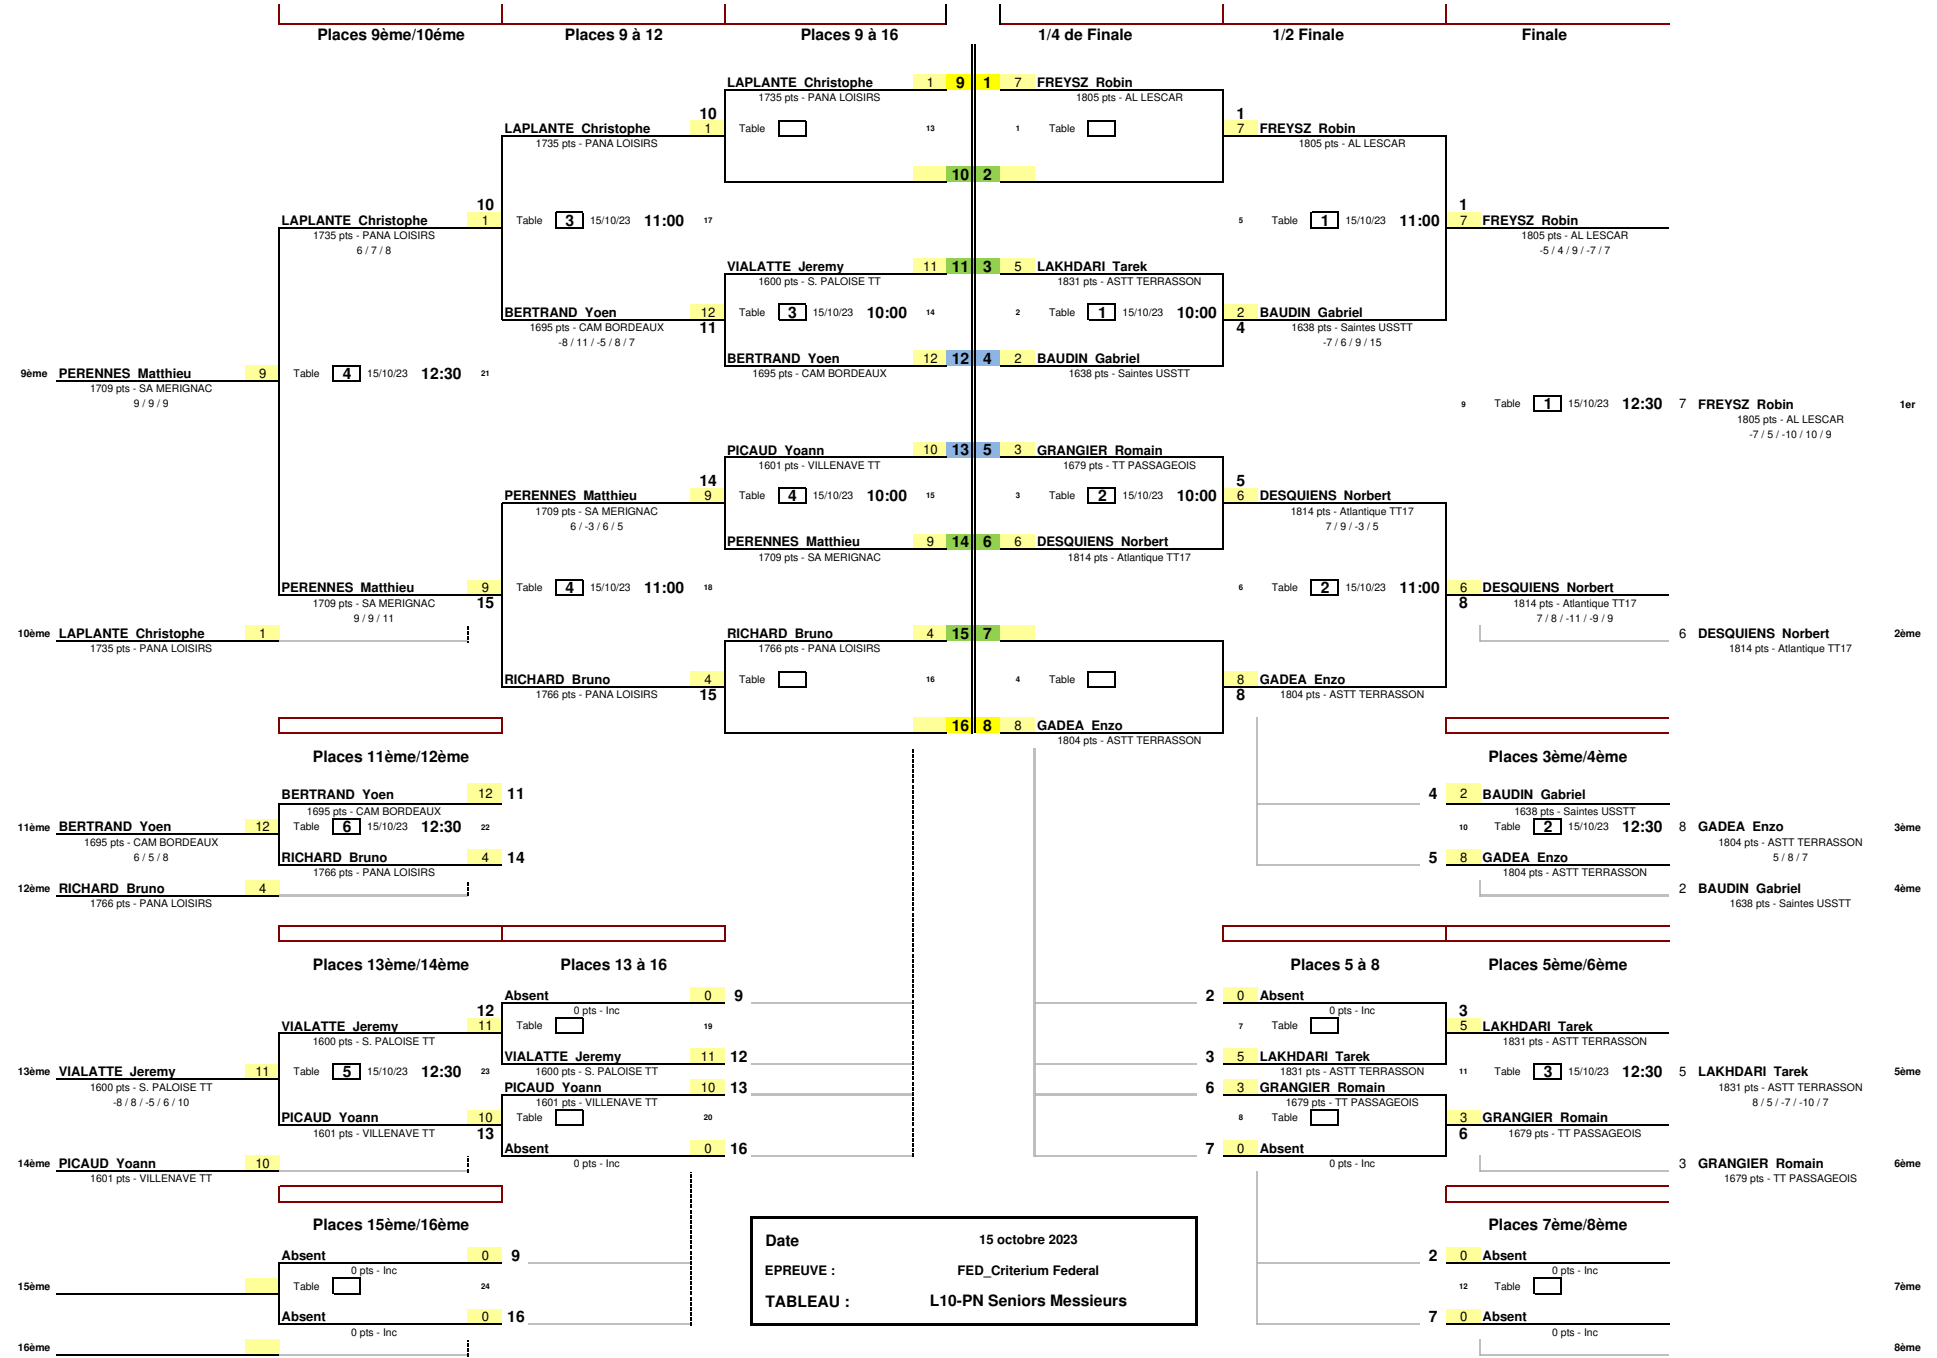 Places 9ème/10éme Places 9 à 12 Places 9 à 16 1/4 de Finale 1/2 Finale Finale
LAPLANTE Christophe 1 9 1 7 FREYSZ Robin
1735 pts - PANA LOISIRS 1805 pts - AL LESCAR
10 1
LAPLANTE Christophe 1 Table 13 1 Table 7 FREYSZ Robin
1735 pts - PANA LOISIRS 1805 pts - AL LESCAR
10 2
10 1
LAPLANTE Christophe 1 Table 3 15/10/23 11:00 17 5 Table 1 15/10/23 11:00 7 FREYSZ Robin
1735 pts - PANA LOISIRS 1805 pts - AL LESCAR
6 / 7 / 8 -5 / 4 / 9 / -7 / 7
VIALATTE Jeremy 11 11 3 5 LAKHDARI Tarek
1600 pts - S. PALOISE TT 1831 pts - ASTT TERRASSON
BERTRAND Yoen 12 Table 3 15/10/23 10:00 14 2 Table 1 15/10/23 10:00 2 BAUDIN Gabriel
1695 pts - CAM BORDEAUX 11 4 1638 pts - Saintes USSTT
-8 / 11 / -5 / 8 / 7 -7 / 6 / 9 / 15
BERTRAND Yoen 12 12 4 2 BAUDIN Gabriel
9ème PERENNES Matthieu 9 Table 4 15/10/23 12:30 21 1695 pts - CAM BORDEAUX 1638 pts - Saintes USSTT
1709 pts - SA MERIGNAC
9 / 9 / 9 9 Table 1 15/10/23 12:30 7 FREYSZ Robin 1er
1805 pts - AL LESCAR
-7 / 5 / -10 / 10 / 9
PICAUD Yoann 10 13 5 3 GRANGIER Romain
1601 pts - VILLENAVE TT 1679 pts - TT PASSAGEOIS
14 5
PERENNES Matthieu 9 Table 4 15/10/23 10:00 15 3 Table 2 15/10/23 10:00 6 DESQUIENS Norbert
1709 pts - SA MERIGNAC 1814 pts - Atlantique TT17
6 / -3 / 6 / 5 7 / 9 / -3 / 5
PERENNES Matthieu 9 14 6 6 DESQUIENS Norbert
1709 pts - SA MERIGNAC 1814 pts - Atlantique TT17
PERENNES Matthieu 9 Table 4 15/10/23 11:00 18 6 Table 2 15/10/23 11:00 6 DESQUIENS Norbert
1709 pts - SA MERIGNAC 15 8 1814 pts - Atlantique TT17
9 / 9 / 11 7 / 8 / -11 / -9 / 9
10ème LAPLANTE Christophe 1 RICHARD Bruno 4 15 7 6 DESQUIENS Norbert 2ème
1735 pts - PANA LOISIRS 1766 pts - PANA LOISIRS 1814 pts - Atlantique TT17
RICHARD Bruno 4 Table 16 4 Table 8 GADEA Enzo
1766 pts - PANA LOISIRS 15 8 1804 pts - ASTT TERRASSON
16 8 8 GADEA Enzo
1804 pts - ASTT TERRASSON
Places 11ème/12ème Places 3ème/4ème
BERTRAND Yoen 12 11 4 2 BAUDIN Gabriel
1695 pts - CAM BORDEAUX 1638 pts - Saintes USSTT
11ème BERTRAND Yoen 12 Table 6 15/10/23 12:30 22 10 Table 2 15/10/23 12:30 8 GADEA Enzo 3ème
1695 pts - CAM BORDEAUX 1804 pts - ASTT TERRASSON
6 / 5 / 8 RICHARD Bruno 4 14 5 8 GADEA Enzo 5 / 8 / 7
1766 pts - PANA LOISIRS 1804 pts - ASTT TERRASSON
12ème RICHARD Bruno 4 2 BAUDIN Gabriel 4ème
1766 pts - PANA LOISIRS 1638 pts - Saintes USSTT
Places 13ème/14ème Places 13 à 16 Places 5 à 8 Places 5ème/6ème
Absent 0 9 2 0 Absent
12 0 pts - Inc 0 pts - Inc 3
VIALATTE Jeremy 11 Table 19 7 Table 5 LAKHDARI Tarek
1600 pts - S. PALOISE TT 1831 pts - ASTT TERRASSON
VIALATTE Jeremy 11 12 3 5 LAKHDARI Tarek
13ème VIALATTE Jeremy 11 Table 5 15/10/23 12:30 23 1600 pts - S. PALOISE TT 1831 pts - ASTT TERRASSON 11 Table 3 15/10/23 12:30 5 LAKHDARI Tarek 5ème
1600 pts - S. PALOISE TT PICAUD Yoann 10 13 6 3 GRANGIER Romain 1831 pts - ASTT TERRASSON
-8 / 8 / -5 / 6 / 10 1601 pts - VILLENAVE TT 1679 pts - TT PASSAGEOIS 8 / 5 / -7 / -10 / 7
PICAUD Yoann 10 Table 20 8 Table 3 GRANGIER Romain
1601 pts - VILLENAVE TT 13 6 1679 pts - TT PASSAGEOIS
Absent 0 16 7 0 Absent
14ème PICAUD Yoann 10 0 pts - Inc 0 pts - Inc 3 GRANGIER Romain 6ème
1601 pts - VILLENAVE TT 1679 pts - TT PASSAGEOIS
Places 15ème/16ème Places 7ème/8ème
Date 15 octobre 2023
Absent 0 9 2 0 Absent
0 pts - Inc EPREUVE : FED_Criterium Federal 0 pts - Inc
15ème Table 24 12 Table 7ème
TABLEAU : L10-PN Seniors Messieurs
Absent 0 16 7 0 Absent
0 pts - Inc 0 pts - Inc
16ème 8ème